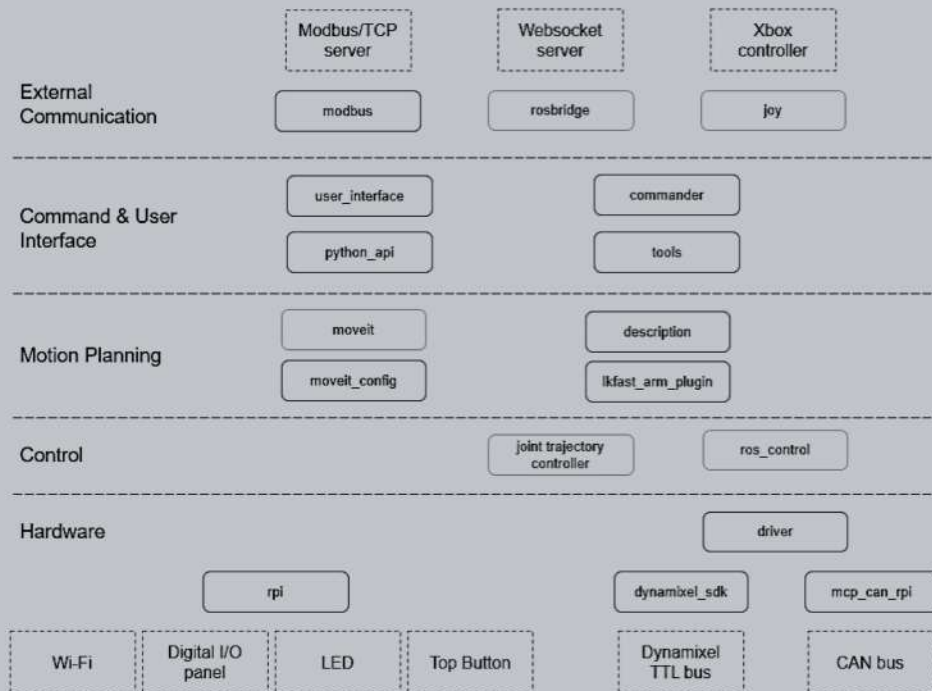 Modbus/TCP
server
Websocket
server
Xbox
controller
External
Communication
modbus
rosbridge
joy
Command & User
Interface
user_interface
commander
python_api
tools
Motion Planning
moveit
description
moveit_config
Ikfast_arm_plugin
Control
joint trajectory
controller
ros_control
Hardware
driver
rpi
dynamixel_sdk
mcp_can_rpi
Wi-Fi
Digital I/O
panel
LED
Top Button
Dynamixel
TTL bus
CAN bus